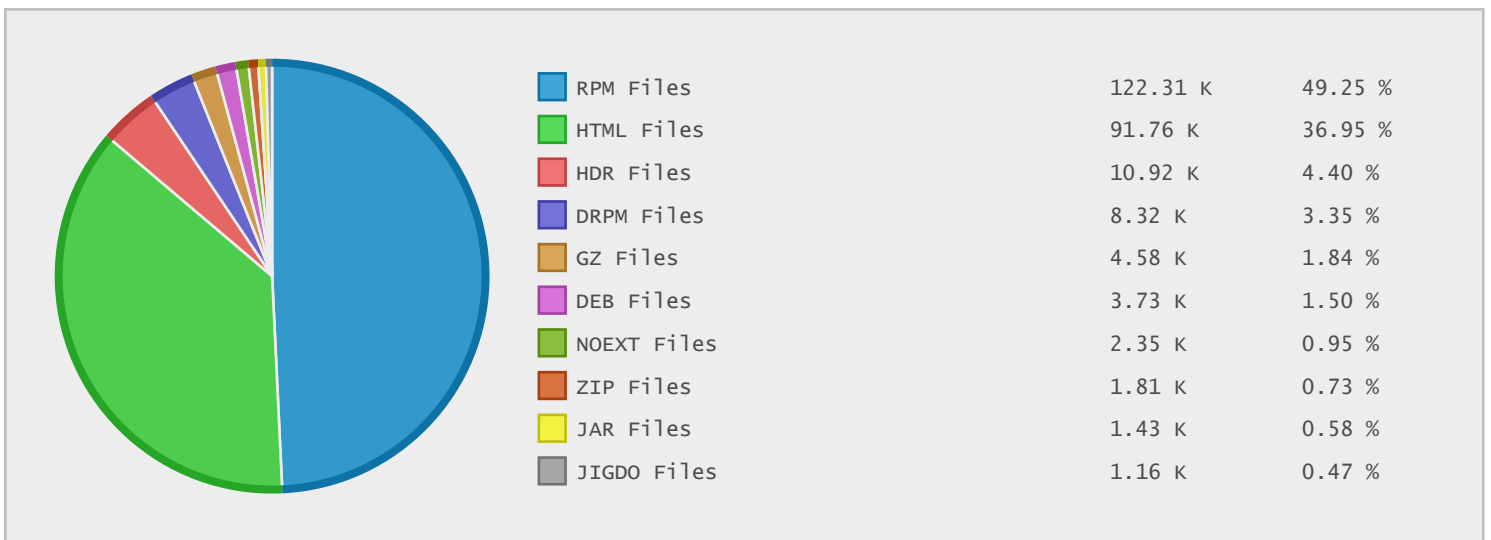 RPM Files 122.31 K 49.25 %
HTML Files 91.76 K 36.95 %
HDR Files 10.92 K 4.40 %
DRPM Files 8.32 K 3.35 %
GZ Files 4.58 K 1.84 %
DEB Files 3.73 K 1.50 %
NOEXT Files 2.35 K 0.95 %
ZIP Files 1.81 K 0.73 %
JAR Files 1.43 K 0.58 %
JIGDO Files 1.16 K 0.47 %